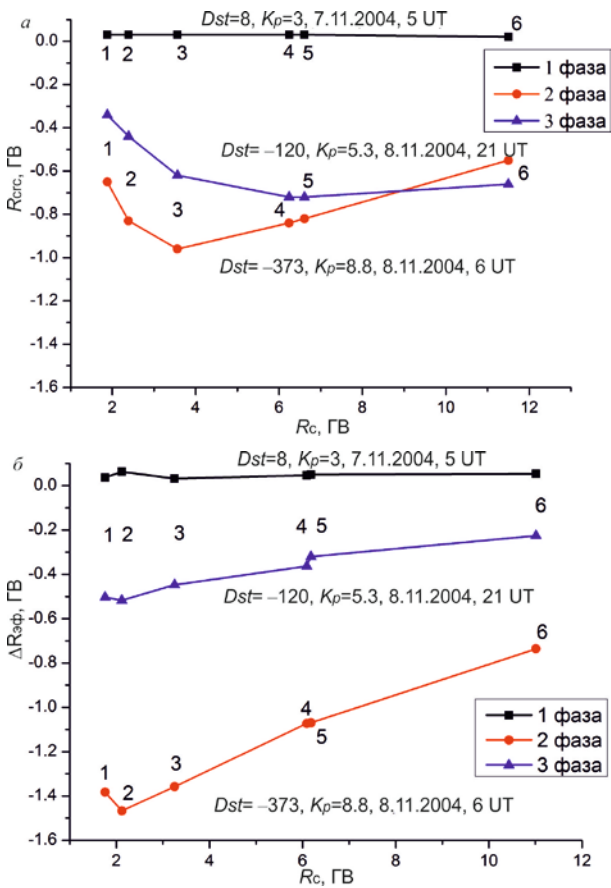 а
Dst=8, Kp=3, 7.11.2004, 5 UT
6
0.0
1 2 3 4 5
1 фаза
2 фаза
3 фаза
-0.4
1
Dst= –120, Kp=5.3, 8.11.2004, 21 UT
-0.6
2
5
6
3
4
-0.8
-1.0
Dst= –373, Kp=8.8, 8.11.2004, 6 UT
-1.2
-1.4
-1.6
2 4 6 8 10 12
Rcгс, ГВ
Rc, ГВ
б
Dst=8, Kp=3, 7.11.2004, 5 UT
0.0
6
1 2 3 4 5
-0.2
-0.4
Dst= –120, Kp=5.3, 8.11.2004, 21 UT
-0.6
6
-0.8
-1.0
4
5
1 2 3
-1.2
1 фаза
2 фаза
3 фаза
-1.4
Dst= –373, Kp=8.8, 8.11.2004, 6 UT
-1.6
2 4 6 8 10 12
ΔRэф, ГВ
Rc, ГВ